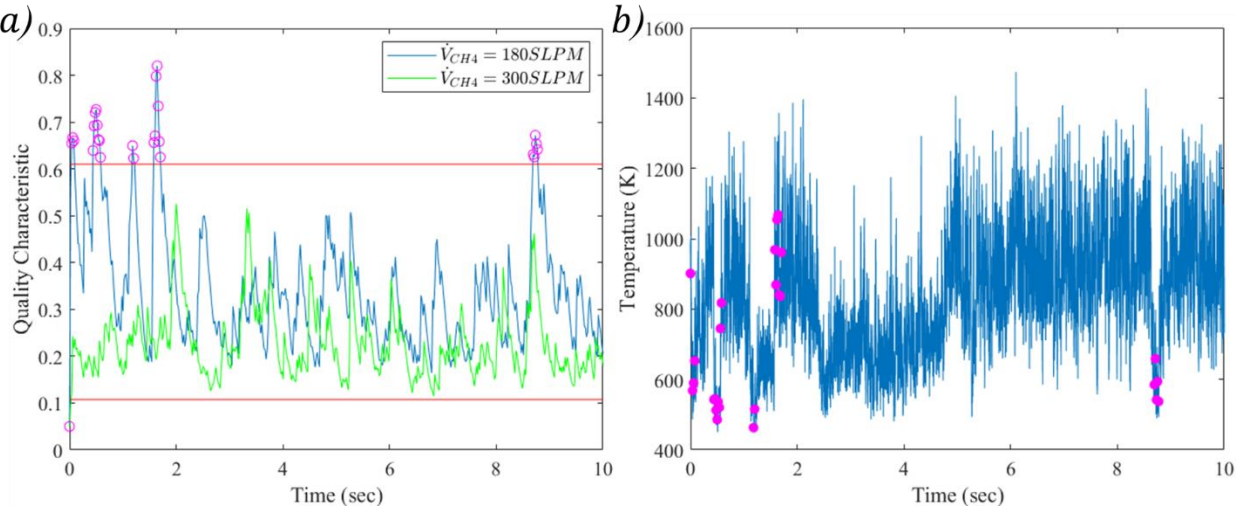 a)
0.9
0.8
0.7
0.6
0.5
0.4
0.3
0.2
0.1
0
Quality Characteristic
V̇_CH4 = 180SLPM
V̇_CH4 = 300SLPM
0 2 4 6 8 10
Time (sec)
b)
1600
1400
1200
1000
800
600
400
Temperature (K)
0 2 4 6 8 10
Time (sec)